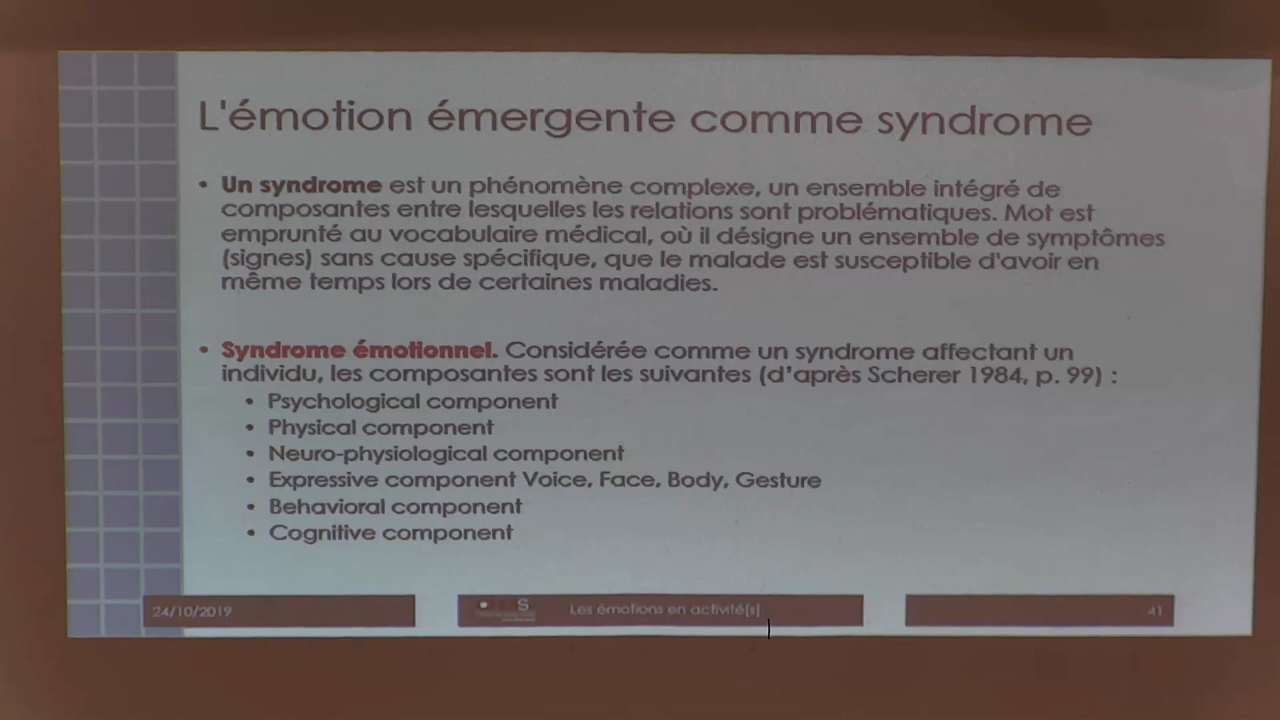 L'émotion émergente comme syndrome
• Un syndrome est un phénomène complexe, un ensemble intégré de
composantes entre lesquelles les relations sont problématiques. Mot est
emprunté au vocabulaire médical, où il désigne un ensemble de symptômes
(signes) sans cause spécifique, que le malade est susceptible d'avoir en
même temps lors de certaines maladies.
• Syndrome émotionnel. Considérée comme un syndrome affectant un
individu, les composantes sont les suivantes (d'après Scherer 1984, p. 99) :
• Psychological component
• Physical component
• Neuro-physiological component
• Expressive component Voice, Face, Body, Gesture
• Behavioral component
• Cognitive component
24/10/2019
S
Les émotions en activité[s]
41